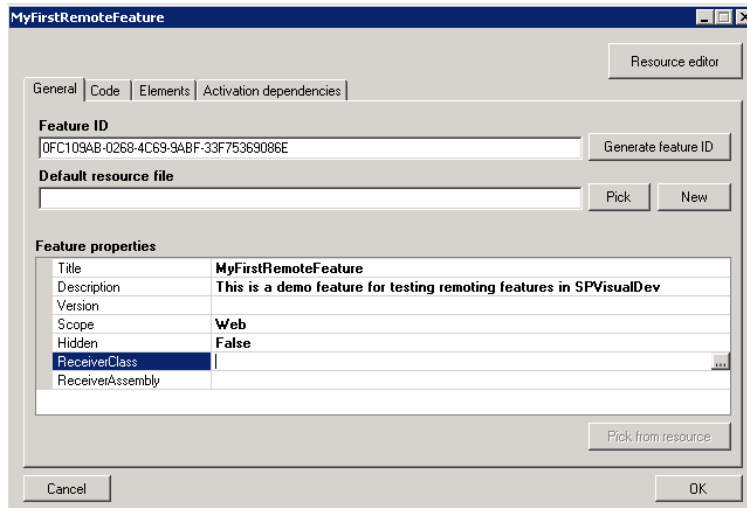 MyFirstRemoteFeature
Resource editor
General Code Elements Activation dependencies
Feature ID
0FC109AB-0268-4C69-9ABF-33F75369086E Generate feature ID
Default resource file
Pick New
Feature properties
Title MyFirstRemoteFeature
Description This is a demo feature for testing remoting features in SPVisualDev
Version
Scope Web
Hidden False
ReceiverClass ...
ReceiverAssembly
Pick from resource
Cancel OK